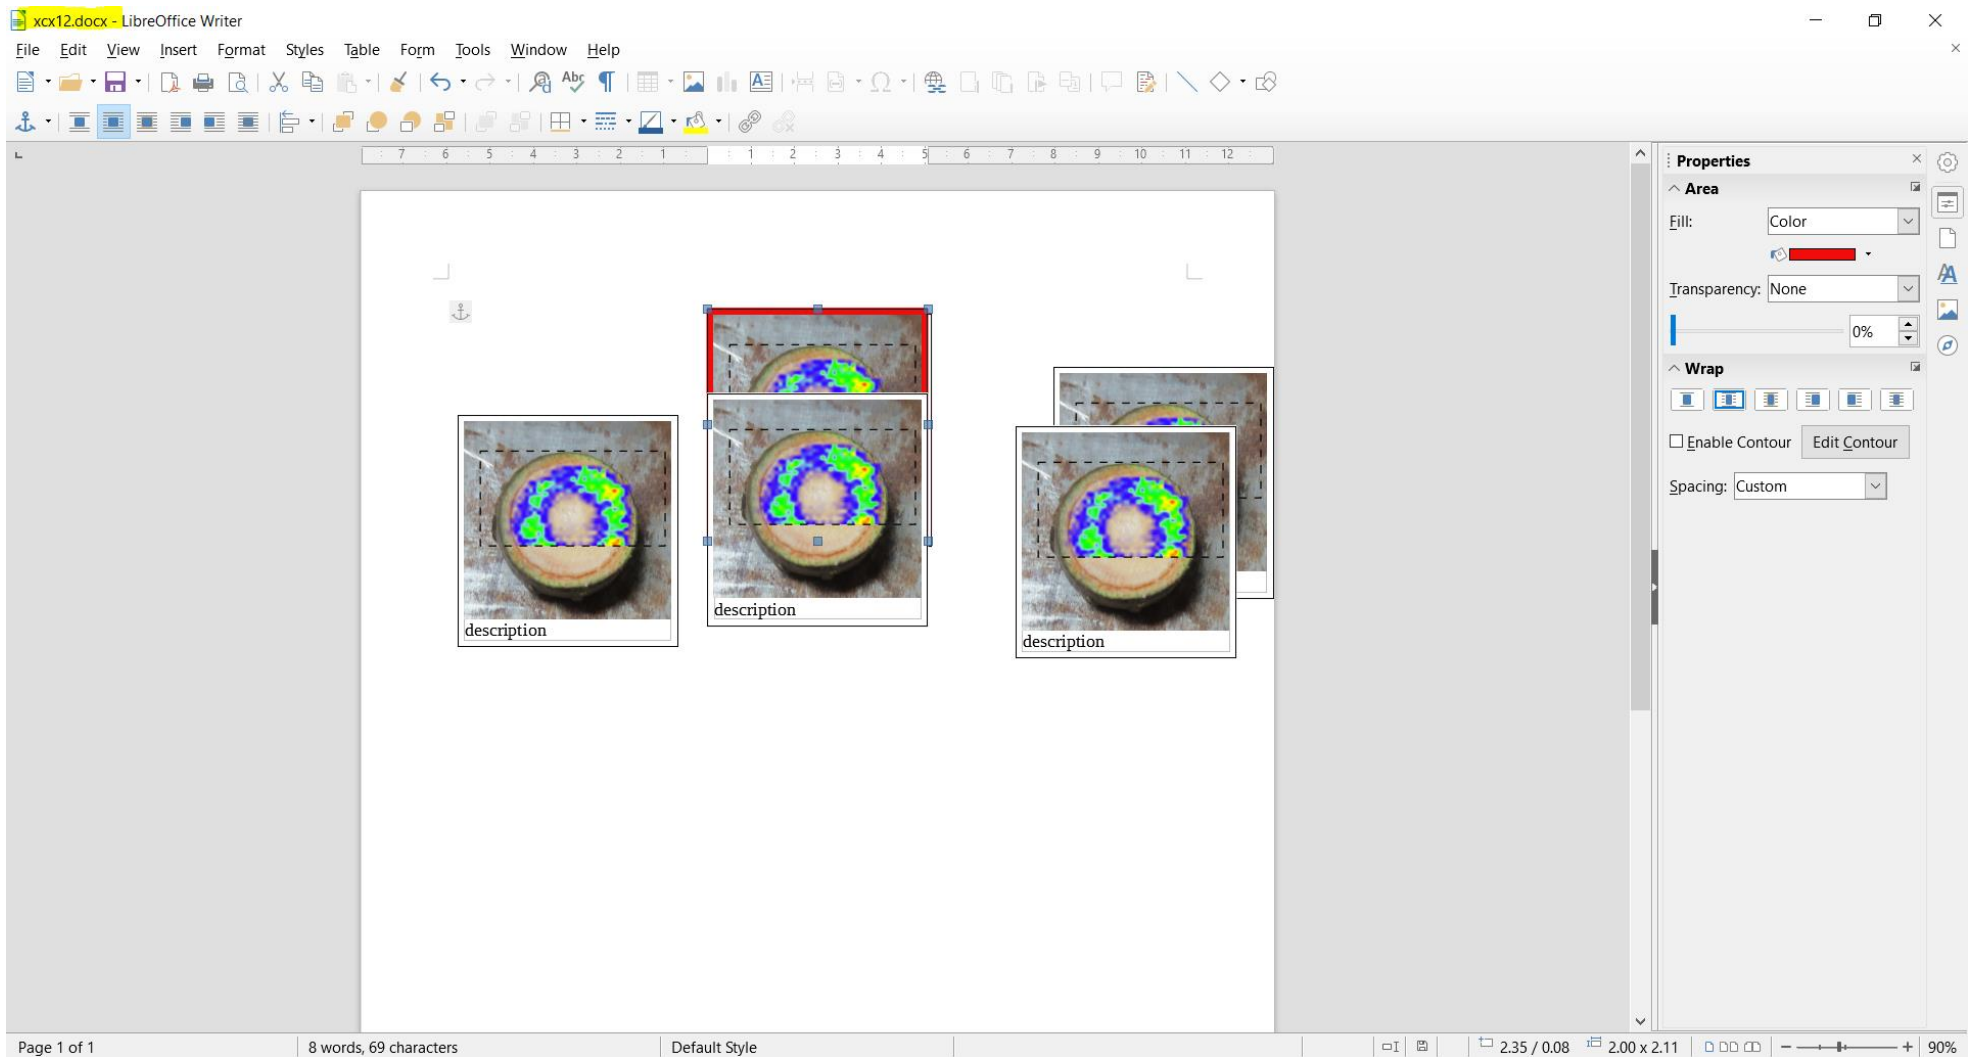 xcx12.docx - LibreOffice Writer
File Edit View Insert Format Styles Table Form Tools Window Help
7 6 5 4 3 2 1 1 2 3 4 5 6 7 8 9 10 11 12
Properties
Area
Fill: Color
Transparency: None
0%
Wrap
Enable Contour Edit Contour
Spacing: Custom
description
description
description
Page 1 of 1 8 words, 69 characters Default Style 2.35 / 0.08 2.00 x 2.11 90%